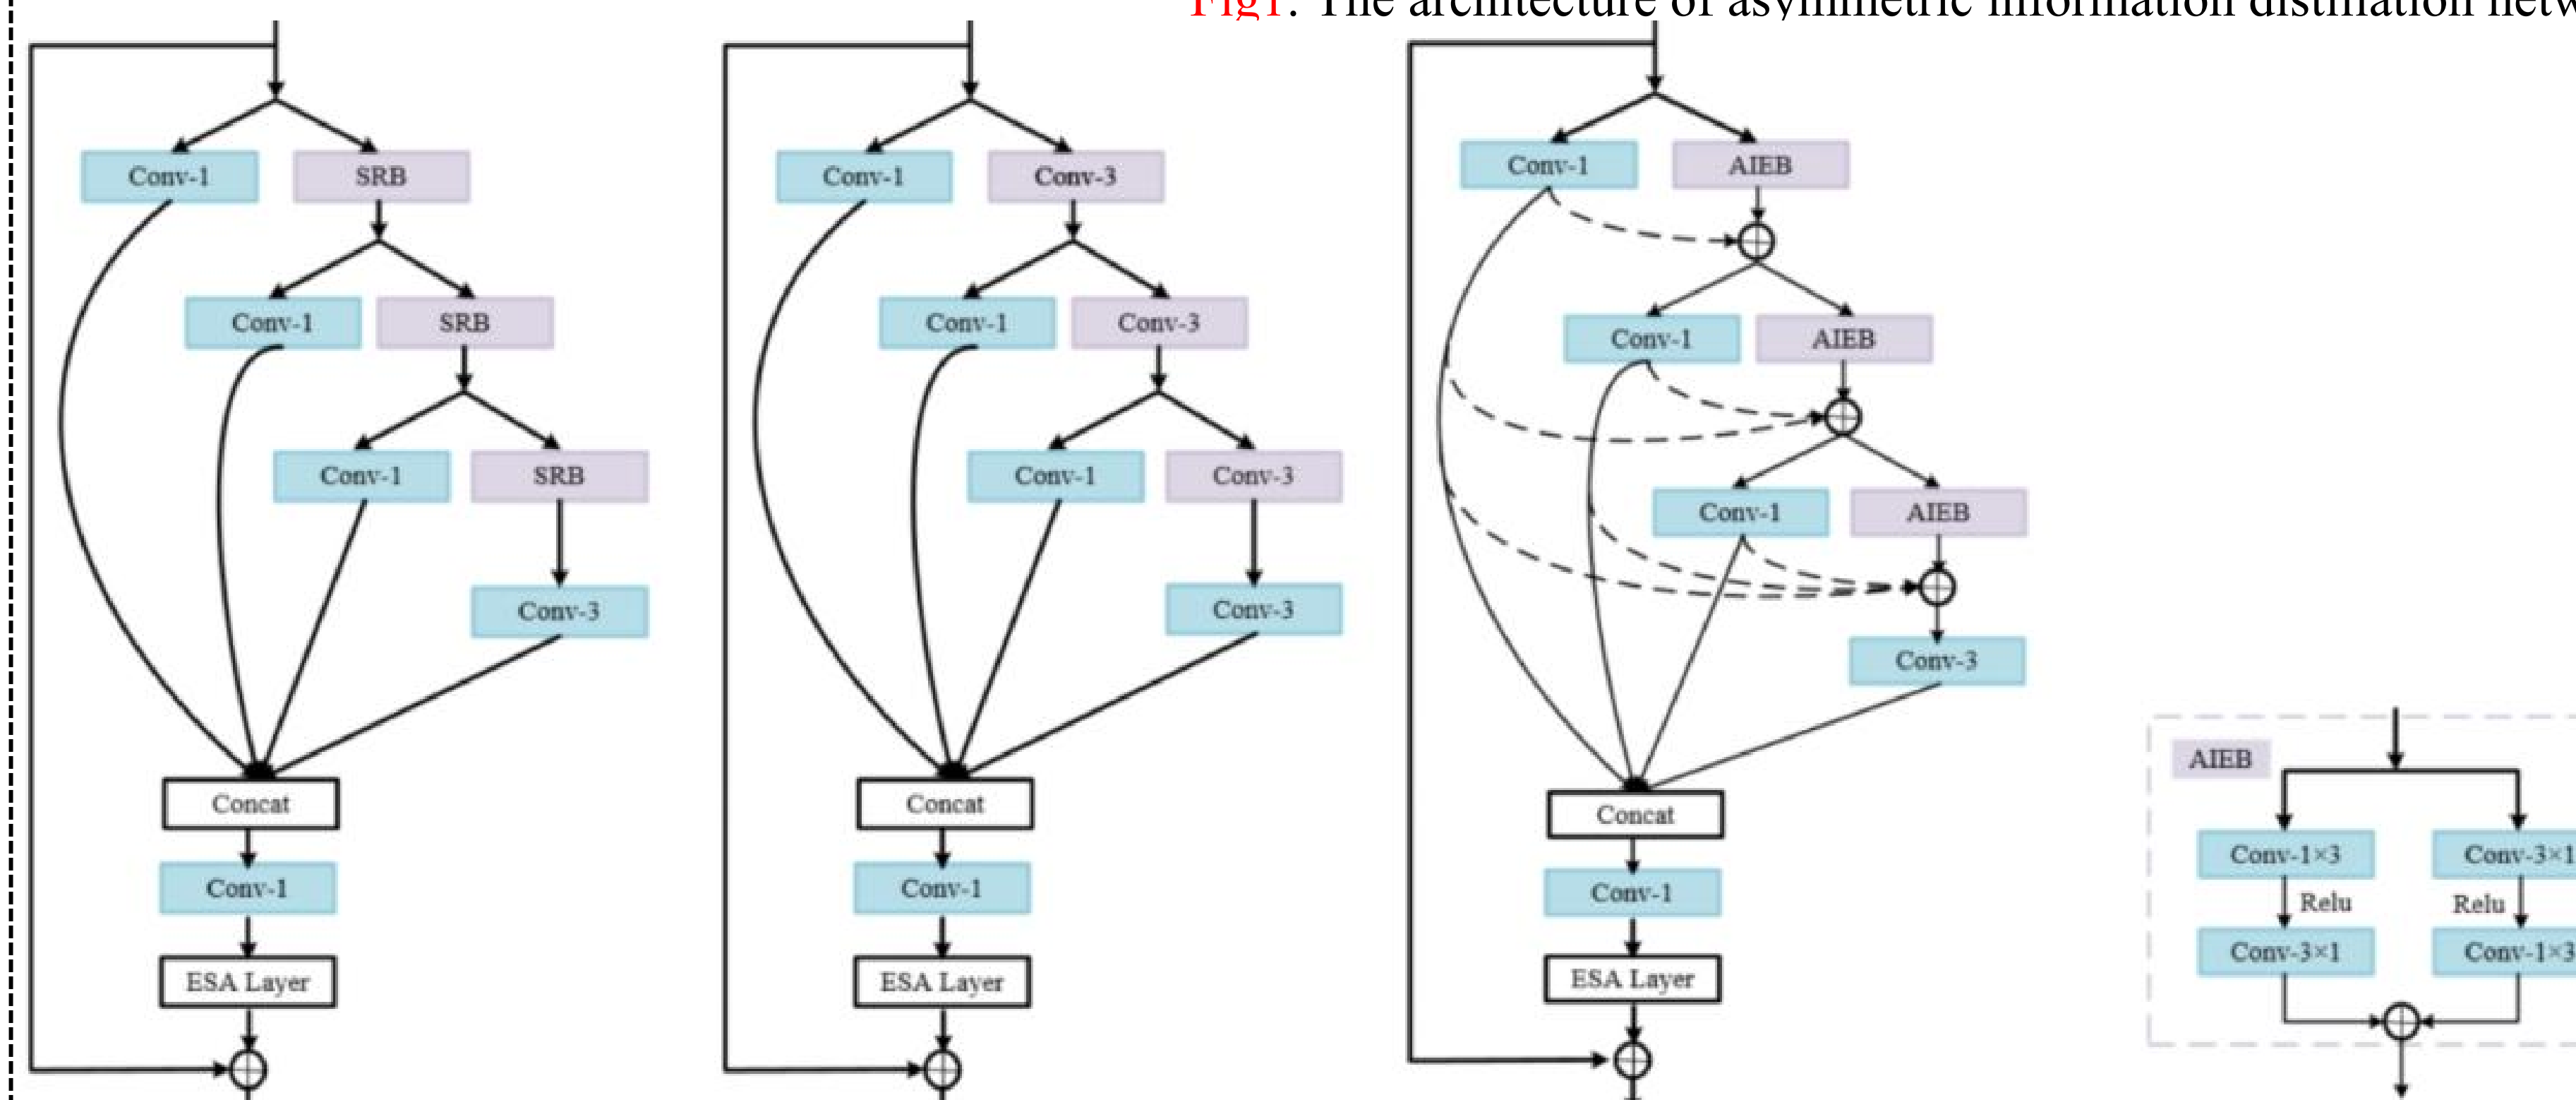 Fig1. The architecture of asymmetric information distillation
Conv-1
SRB
Conv-1
SRB
Conv-1
SRB
Conv-3
Concat
Conv-1
ESA Layer
Conv-1
Conv-3
Conv-1
Conv-3
Conv-1
Conv-3
Conv-3
Concat
Conv-1
ESA Layer
Conv-1
AIEB
Conv-1
AIEB
Conv-1
AIEB
Conv-3
Concat
Conv-1
ESA Layer
AIEB
Conv-1×3
Conv-3×1
Relu
Relu
Conv-3×1
Conv-1×3